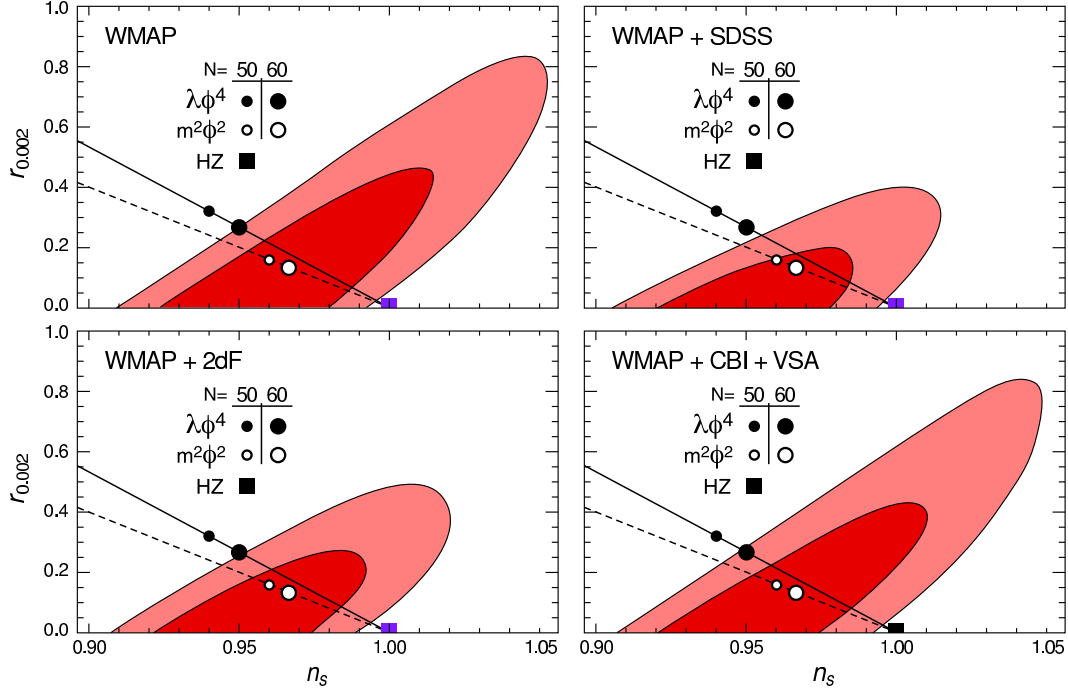 WMAP
N= 50 60
λϕ⁴
m²ϕ²
HZ
WMAP + SDSS
N= 50 60
λϕ⁴
m²ϕ²
HZ
1.0
0.8
0.6
0.4
0.2
0.0
r0.002
WMAP + 2dF
N= 50 60
λϕ⁴
m²ϕ²
HZ
WMAP + CBI + VSA
N= 50 60
λϕ⁴
m²ϕ²
HZ
1.0
0.8
0.6
0.4
0.2
0.0
r0.002
0.90 0.95 1.00 1.05
0.90 0.95 1.00 1.05
ns
ns